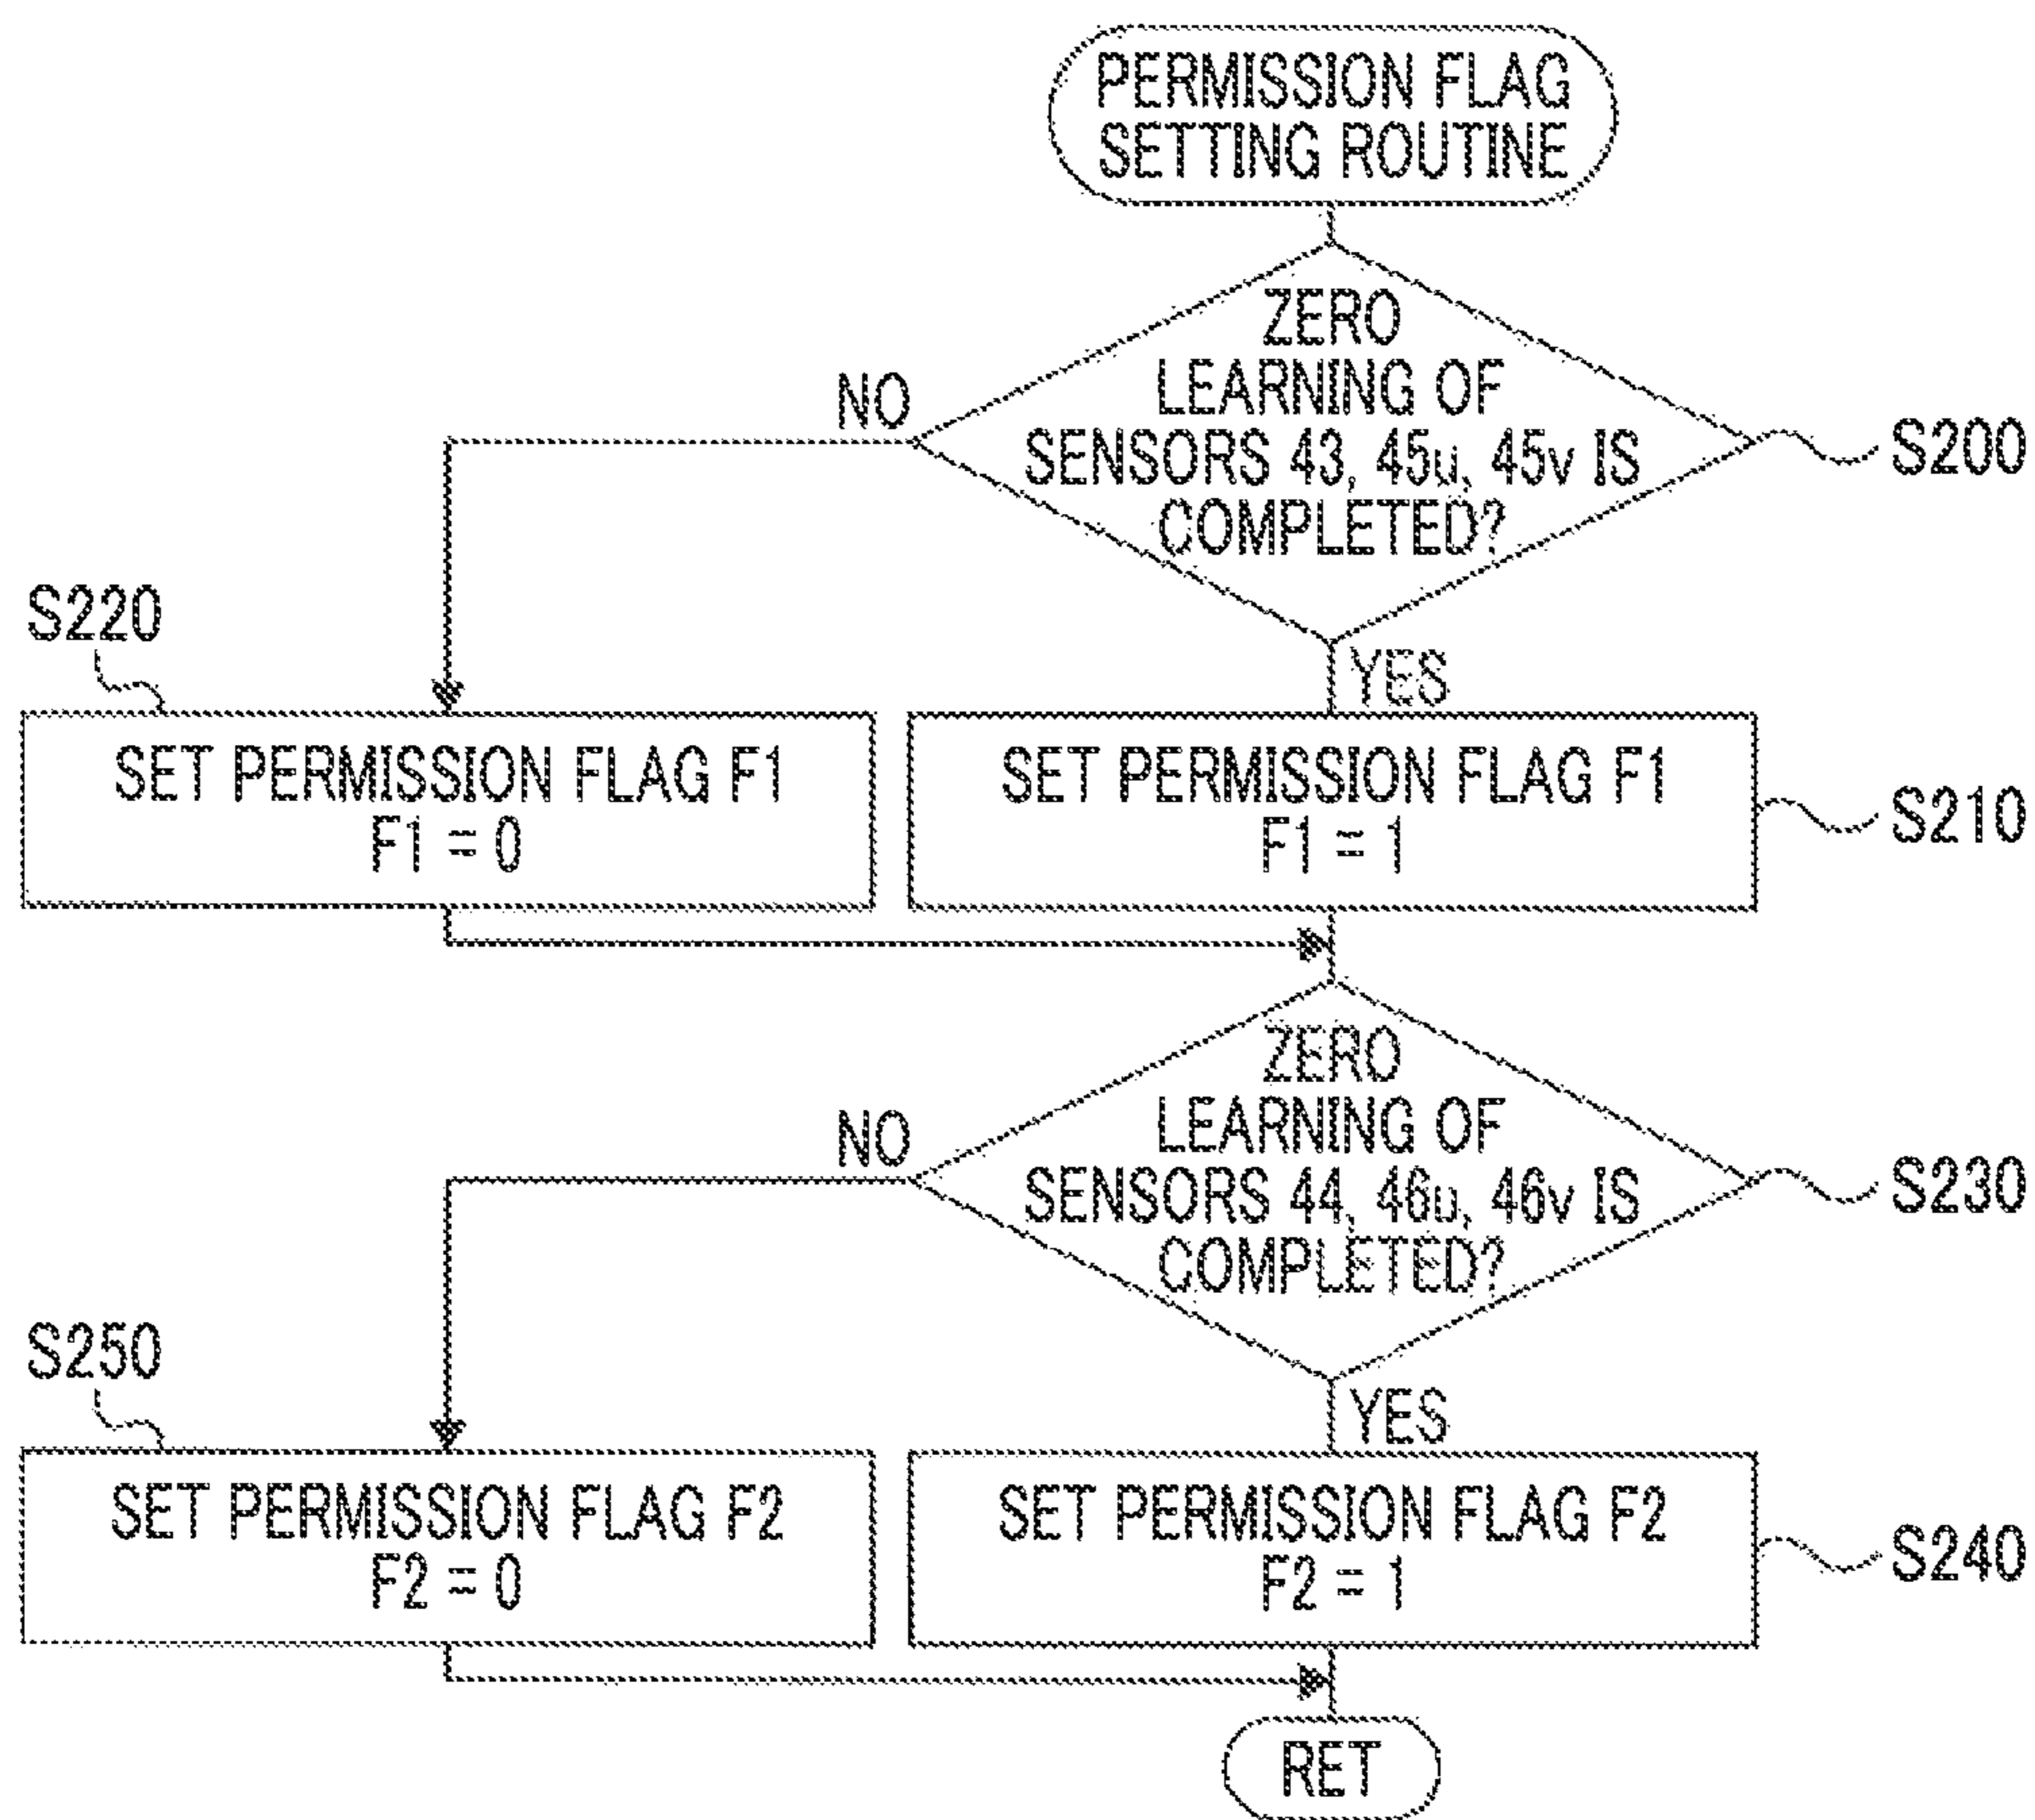 PERMISSION FLAG
SETTING ROUTINE
ZERO
LEARNING OF
SENSORS 43, 45u, 45v IS
COMPLETED?
S200
NO
YES
S220
SET PERMISSION FLAG F1
F1 = 0
SET PERMISSION FLAG F1
F1 = 1
S210
ZERO
LEARNING OF
SENSORS 44, 46u, 46v IS
COMPLETED?
S230
NO
YES
S250
SET PERMISSION FLAG F2
F2 = 0
SET PERMISSION FLAG F2
F2 = 1
S240
RET